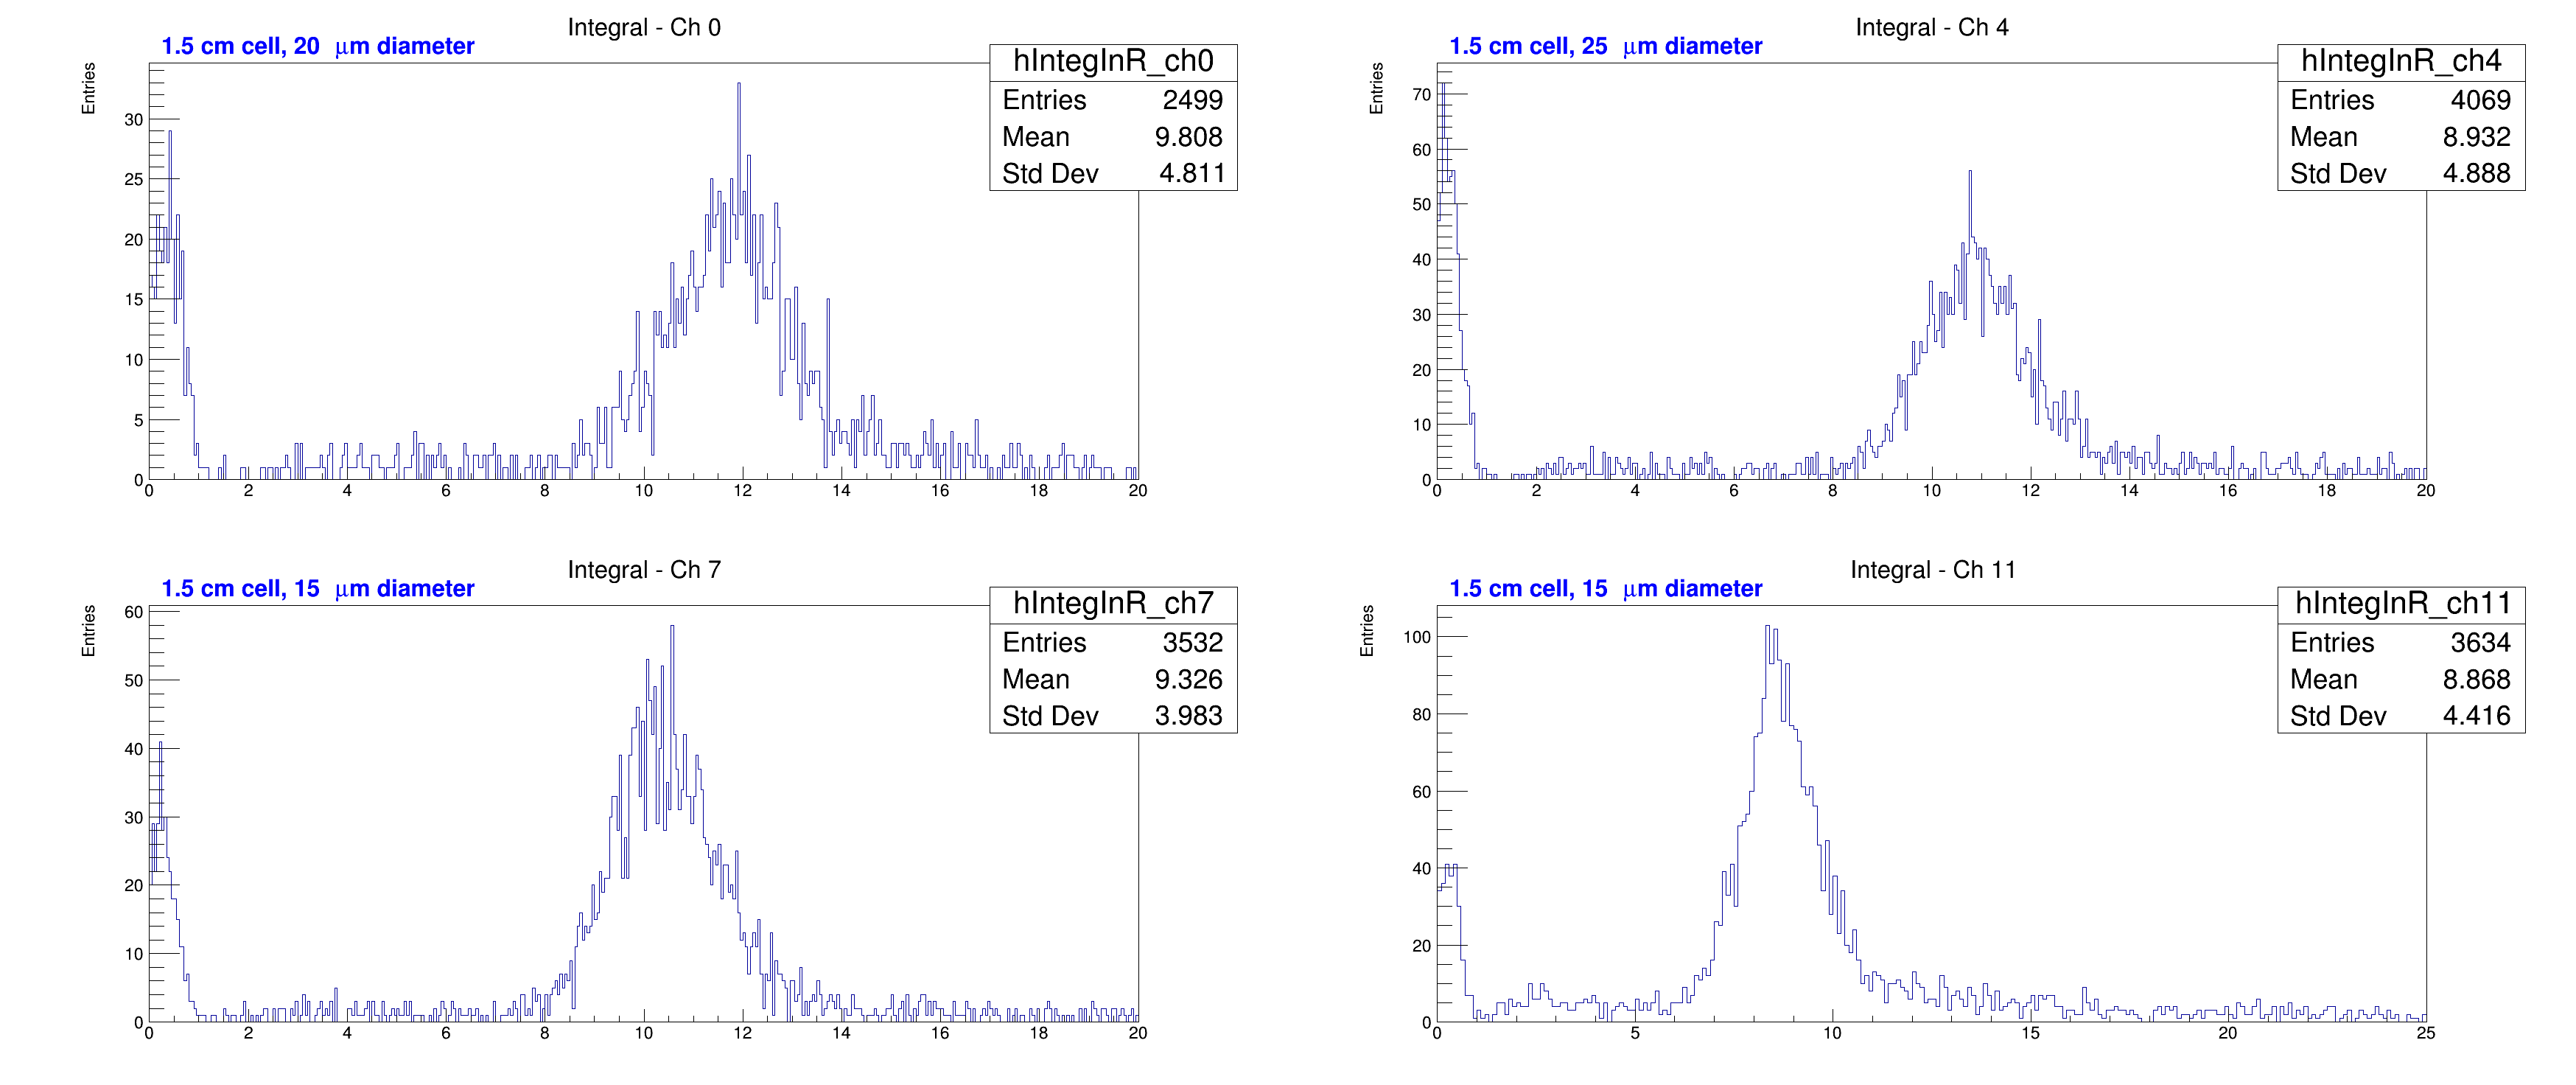 Integral - Ch 0
1.5 cm cell, 20 μm diameter
Entries
hIntegInR_ch0
Entries 2499
Mean 9.808
Std Dev 4.811
30
25
20
15
10
5
0
0 2 4 6 8 10 12 14 16 18 20
Integral - Ch 4
1.5 cm cell, 25 μm diameter
Entries
hIntegInR_ch4
Entries 4069
Mean 8.932
Std Dev 4.888
70
60
50
40
30
20
10
0
0 2 4 6 8 10 12 14 16 18 20
Integral - Ch 7
1.5 cm cell, 15 μm diameter
Entries
hIntegInR_ch7
Entries 3532
Mean 9.326
Std Dev 3.983
60
50
40
30
20
10
0
0 2 4 6 8 10 12 14 16 18 20
Integral - Ch 11
1.5 cm cell, 15 μm diameter
Entries
hIntegInR_ch11
Entries 3634
Mean 8.868
Std Dev 4.416
100
80
60
40
20
0
0 5 10 15 20 25